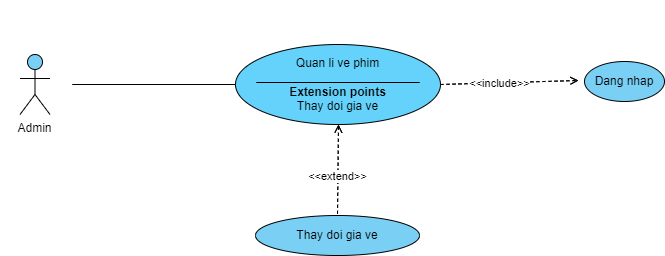 Quan li ve phim
Extension points
Thay doi gia ve
<<include>>
Dang nhap
Admin
<<extend>>
Thay doi gia ve